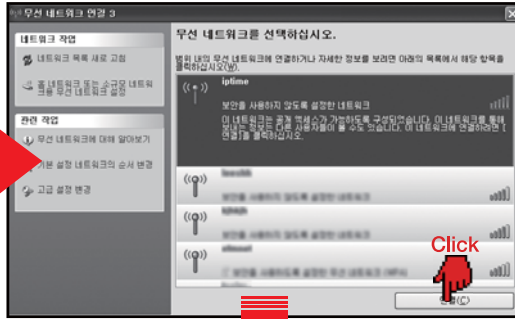 무선 네트워크 연결 3
네트워크 작업
네트워크 목록 새로 고침
홈 네트워크 또는 소규모 네트워
크용 무선 네트워크 설정
관련 작업
무선 네트워크에 대해 알아보기
기본 설정 네트워크의 순서 변경
고급 설정 변경
무선 네트워크를 선택하십시오.
범위 내의 무선 네트워크에 연결하거나 자세한 정보를 보려면 아래의 목록에서 해당 항목을
클릭하십시오(W).
iptime
보안을 사용하지 않도록 설정한 네트워크
이 네트워크는 공개 액세스가 가능하도록 구성되었습니다. 이 네트워크를 통해
보내는 정보는 다른 사용자들이 볼 수도 있습니다. 이 네트워크에 연결하려면 [
연결]을 클릭하십시오.
Click
(C)